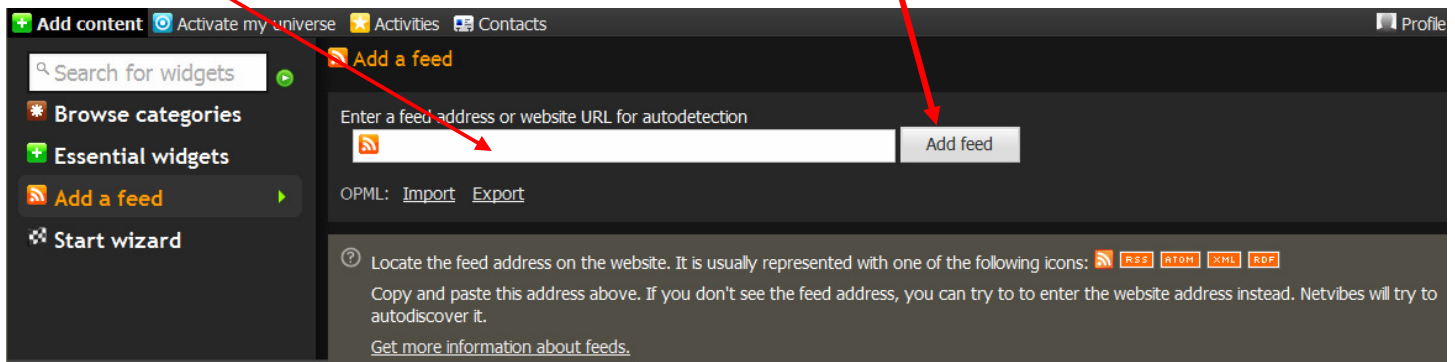 Add content Activate my universe Activities Contacts Profile
Search for widgets
Browse categories
Essential widgets
Add a feed
Start wizard
Add a feed
Enter a feed address or website URL for autodetection
Add feed
OPML: Import Export
Locate the feed address on the website. It is usually represented with one of the following icons: RSS ATOM XML RDF
Copy and paste this address above. If you don't see the feed address, you can try to to enter the website address instead. Netvibes will try to
autodiscover it.
Get more information about feeds.